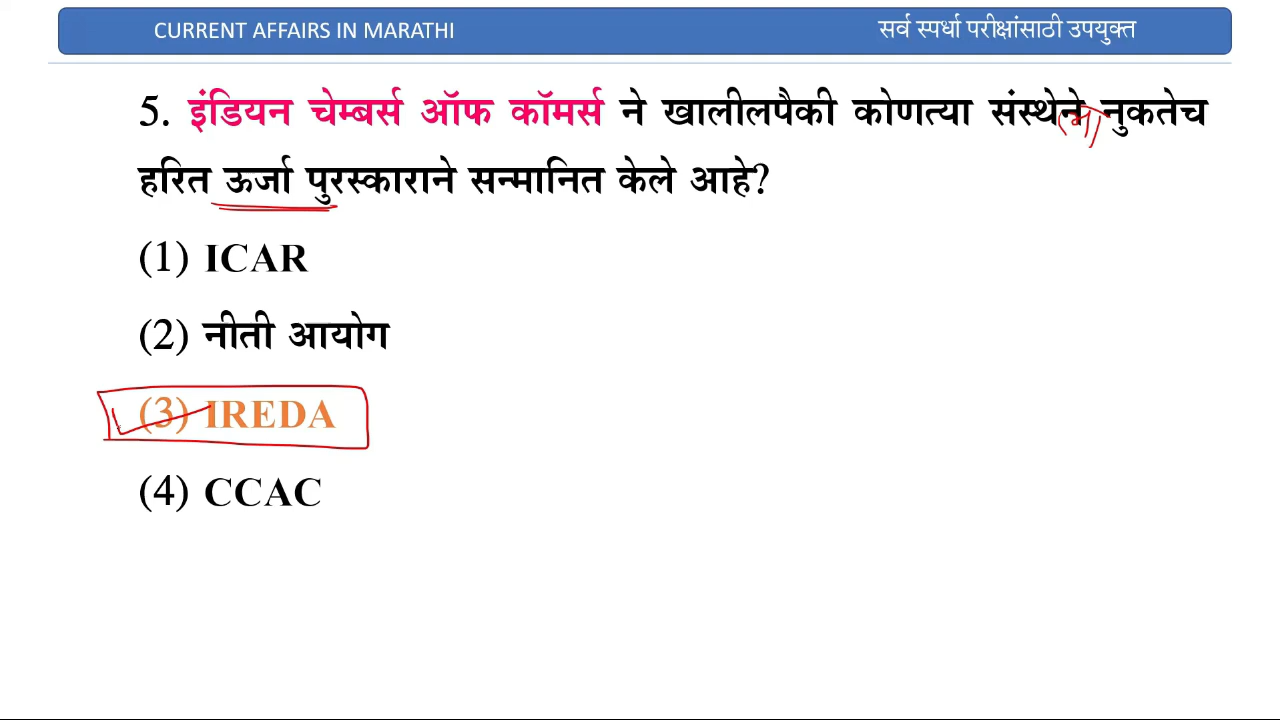 CURRENT AFFAIRS IN MARATHI
सर्व स्पर्धा परीक्षांसाठी उपयुक्त
5. इंडियन चेम्बर्स ऑफ कॉमर्स ने खालीलपैकी कोणत्या संस्थेने नुकतेच
हरित ऊर्जा पुरस्काराने सन्मानित केले आहे?
(1) ICAR
(2) नीती आयोग
(3) IREDA
(4) CCAC